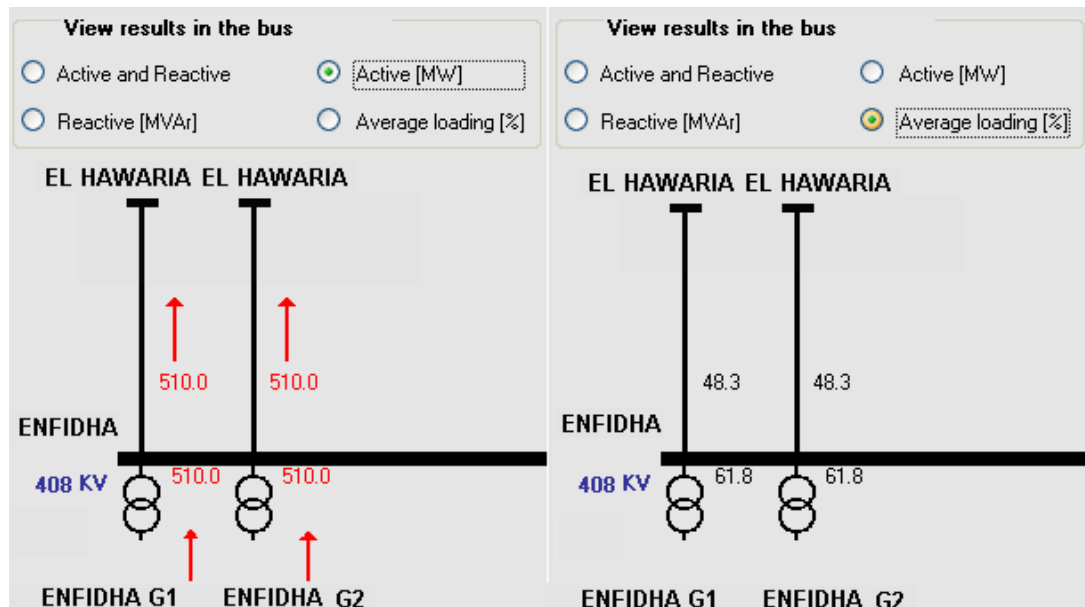 View results in the bus
Active and Reactive
Active [MW]
Reactive [MVAr]
Average loading [%]
EL HAWARIA EL HAWARIA
510.0
510.0
ENFIDHA
408 KV
510.0
510.0
ENFIDHA G1
ENFIDHA G2
View results in the bus
Active and Reactive
Active [MW]
Reactive [MVAr]
Average loading [%]
EL HAWARIA EL HAWARIA
48.3
48.3
ENFIDHA
408 KV
61.8
61.8
ENFIDHA G1
ENFIDHA G2